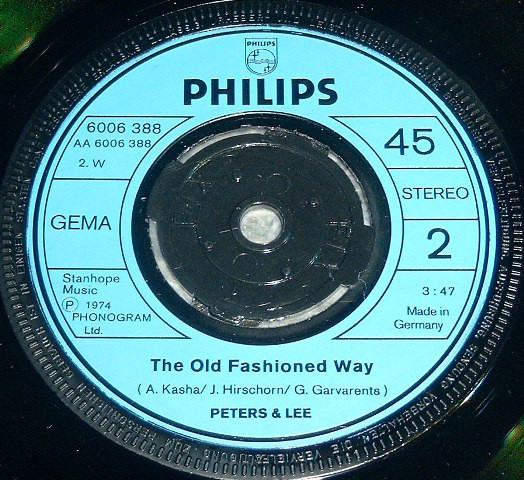 PHILIPS
PHILIPS
6006 388
AA 6006 388
2. W
45
STEREO
GEMA
2
Stanhope
Music
Ⓟ 1974
PHONOGRAM
Ltd.
3:47
Made in
Germany
The Old Fashioned Way
( A. Kasha/ J. Hirschorn/ G. Garvarents )
PETERS & LEE